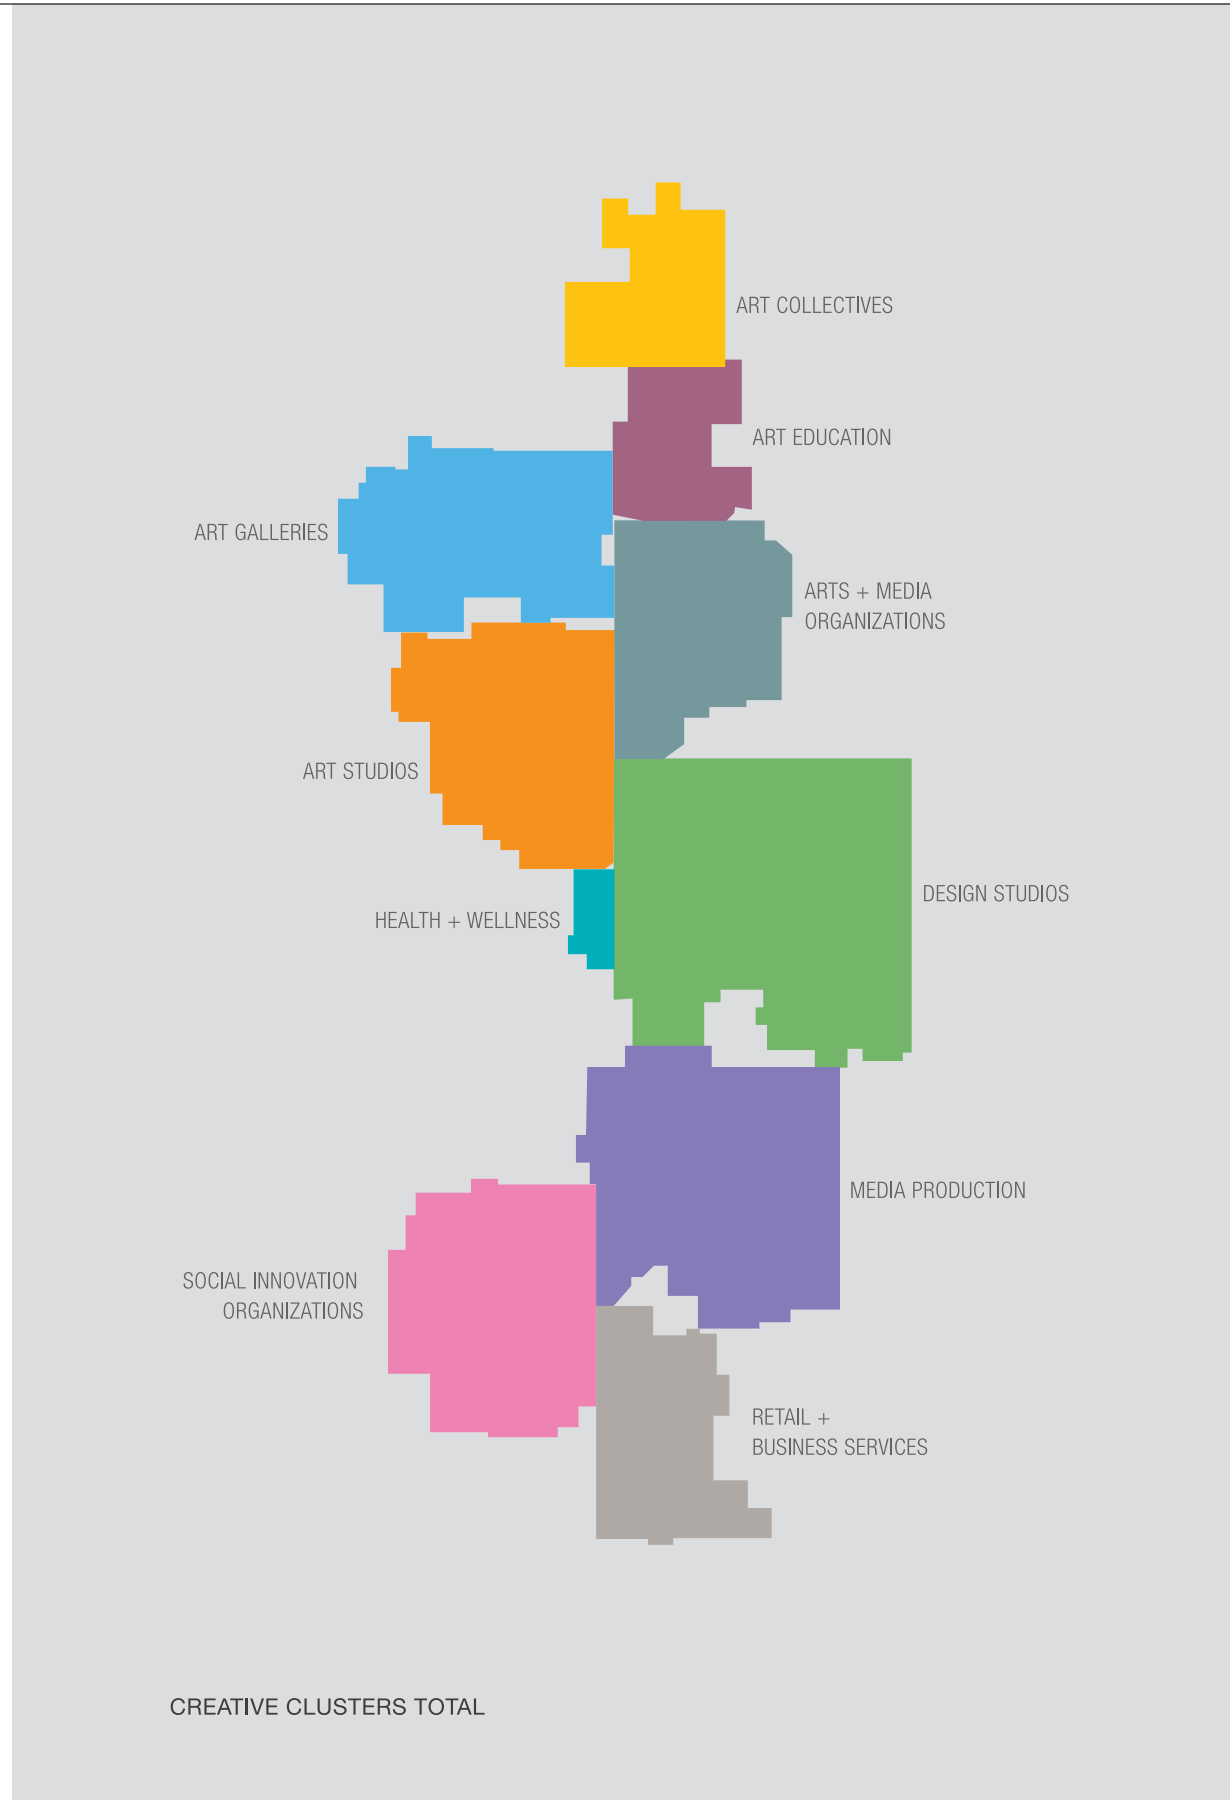 ART COLLECTIVES
ART EDUCATION
ART GALLERIES
ARTS + MEDIA
ORGANIZATIONS
ART STUDIOS
DESIGN STUDIOS
HEALTH + WELLNESS
MEDIA PRODUCTION
SOCIAL INNOVATION
ORGANIZATIONS
RETAIL +
BUSINESS SERVICES
CREATIVE CLUSTERS TOTAL